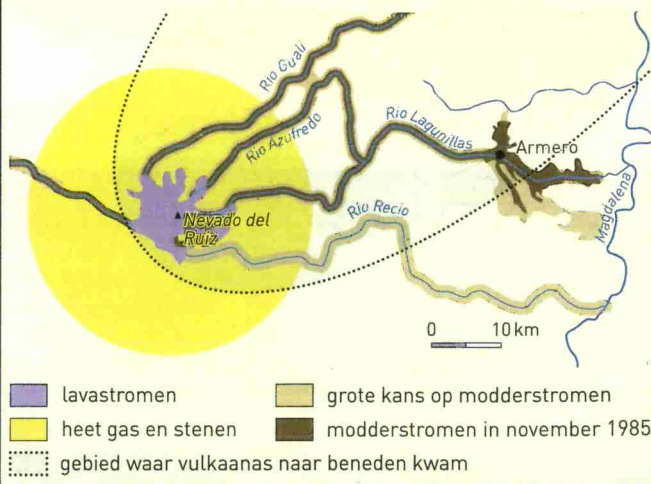 Rio Guali
Rio Azufredo
Rio Lagunillas
Armero
Nevado del
Ruiz
Rio Recio
Magdalena
0 10 km
lavastromen
grote kans op modderstromen
heet gas en stenen
modderstromen in november 1985
gebied waar vulkaanas naar beneden kwam